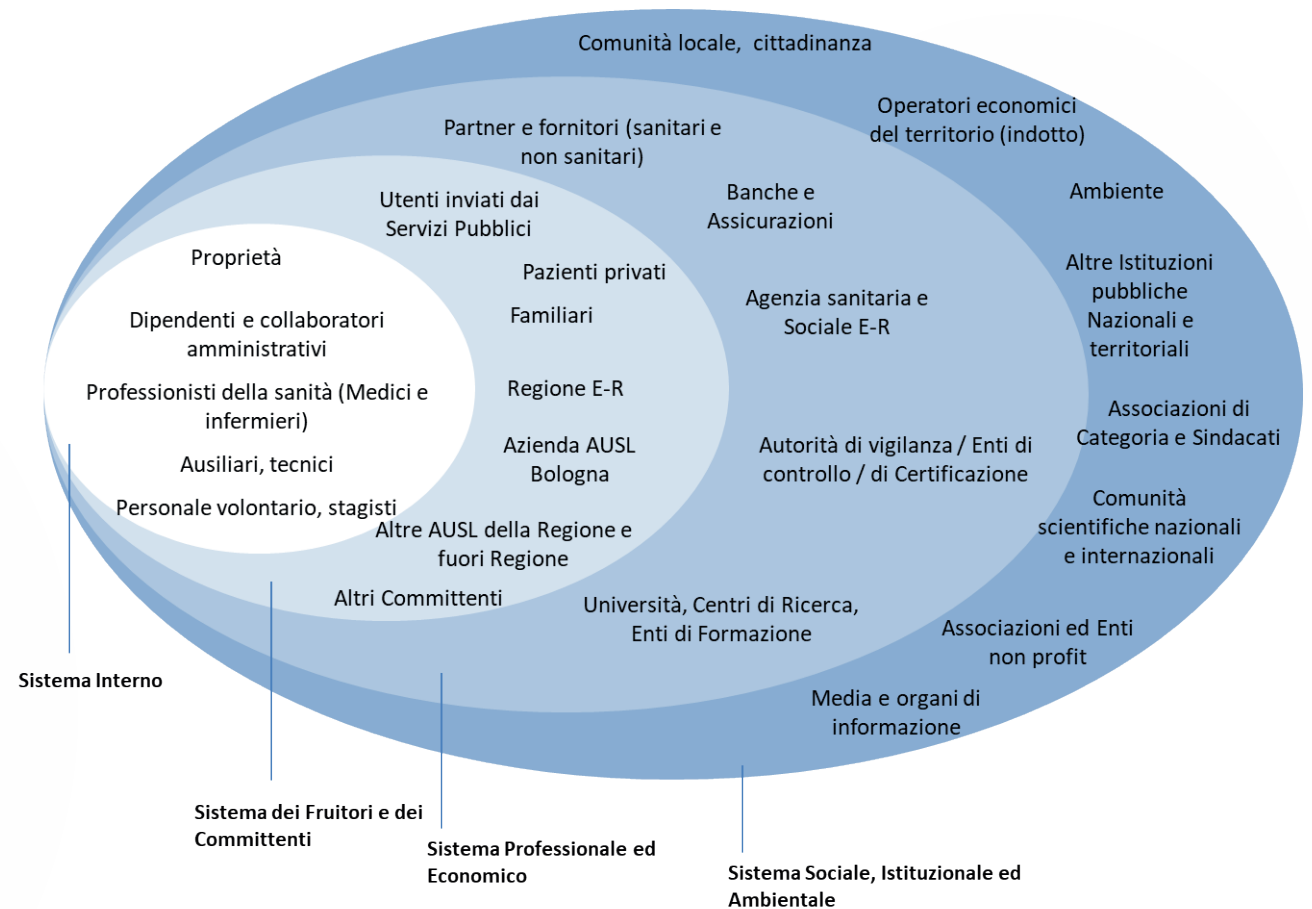 Comunità locale, cittadinanza
Operatori economici
del territorio (indotto)
Partner e fornitori (sanitari e
non sanitari)
Ambiente
Banche e
Assicurazioni
Utenti inviati dai
Servizi Pubblici
Proprietà
Pazienti privati
Altre Istituzioni
pubbliche
Nazionali e
territoriali
Familiari
Agenzia sanitaria e
Sociale E-R
Dipendenti e collaboratori
amministrativi
Regione E-R
Professionisti della sanità (Medici e
infermieri)
Associazioni di
Categoria e Sindacati
Azienda AUSL
Bologna
Autorità di vigilanza / Enti di
controllo / di Certificazione
Ausiliari, tecnici
Personale volontario, stagisti
Comunità
scientifiche nazionali
e internazionali
Altre AUSL della Regione e
fuori Regione
Altri Committenti
Università, Centri di Ricerca,
Enti di Formazione
Associazioni ed Enti
non profit
Media e organi di
informazione
Sistema Interno
Sistema dei Fruitori e dei
Committenti
Sistema Professionale ed
Economico
Sistema Sociale, Istituzionale ed
Ambientale